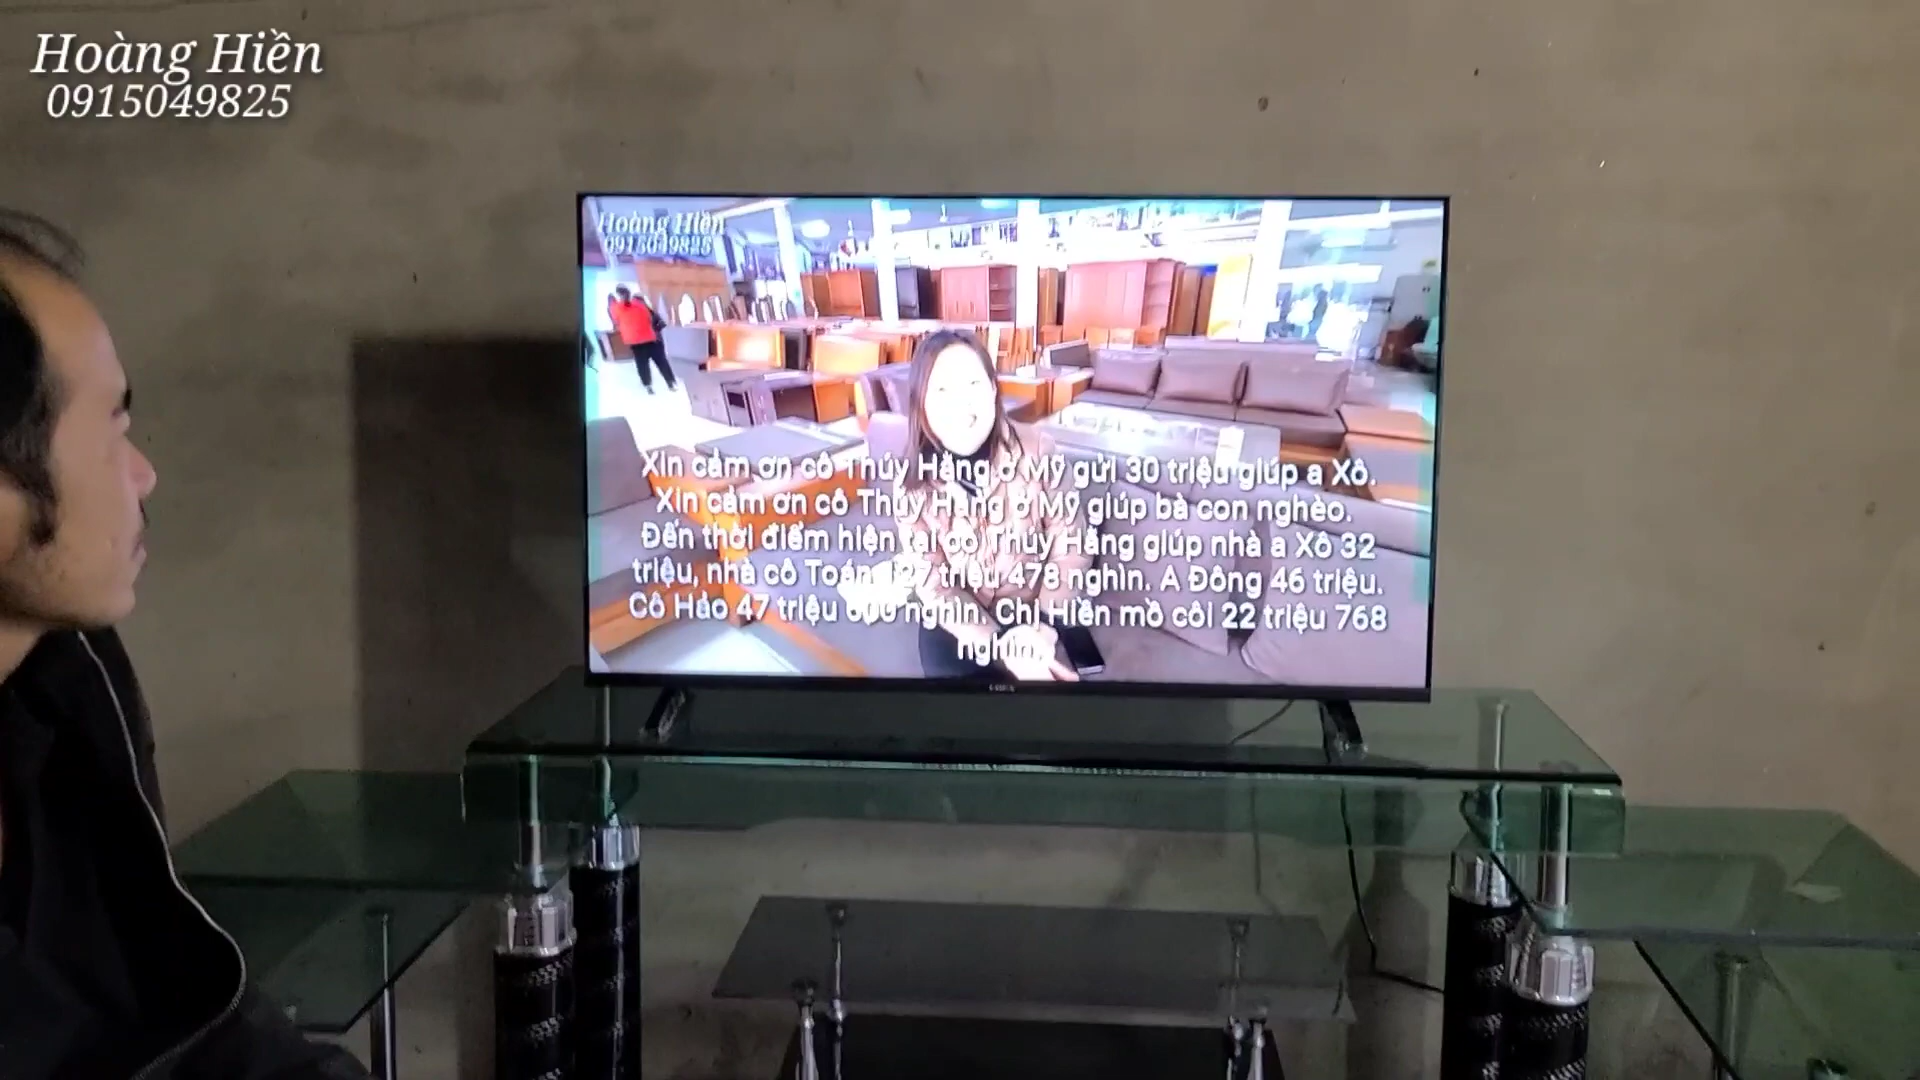 Hoàng Hiền
0915049825
Hoàng Hiền
0915049825
Xin cảm ơn cô Thúy Hằng ở Mỹ gửi 30 triệu giúp a Xô.
Xin cảm ơn cô Thúy Hằng ở Mỹ giúp bà con nghèo.
Đến thời điểm hiện tại cô Thúy Hằng giúp nhà a Xô 32
triệu, nhà cô Toán 27 triệu 478 nghìn. A Đông 46 triệu.
Cô Hảo 47 triệu 600 nghìn. Chị Hiền mồ côi 22 triệu 768
nghìn.